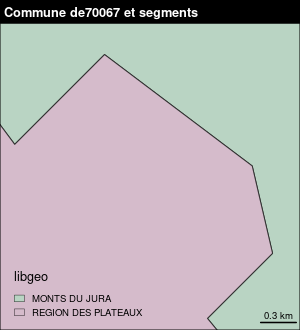 Commune de70067 et segments
libgeo
MONTS DU JURA
REGION DES PLATEAUX
0.3 km